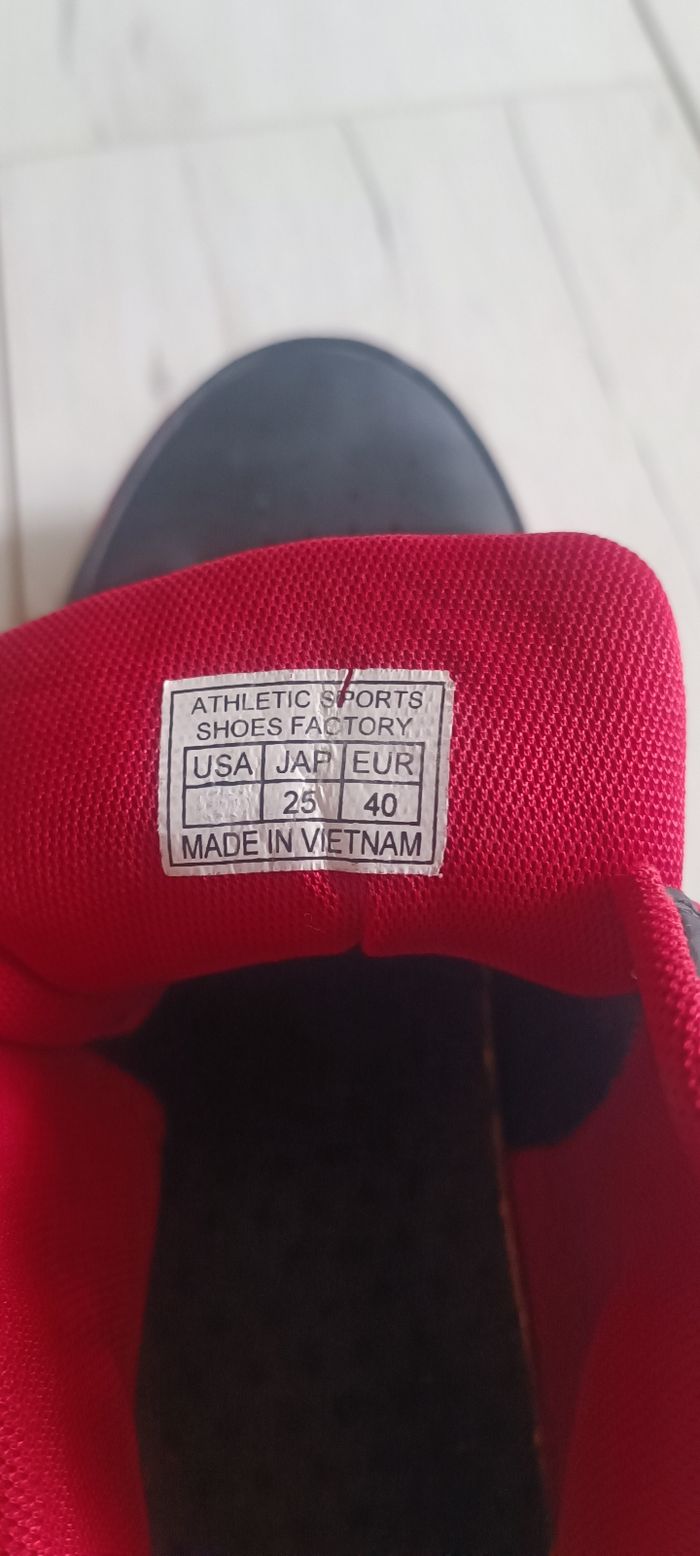 ATHLETIC SPORTS
SHOES FACTORY
USA JAP EUR
25 40
MADE IN VIETNAM